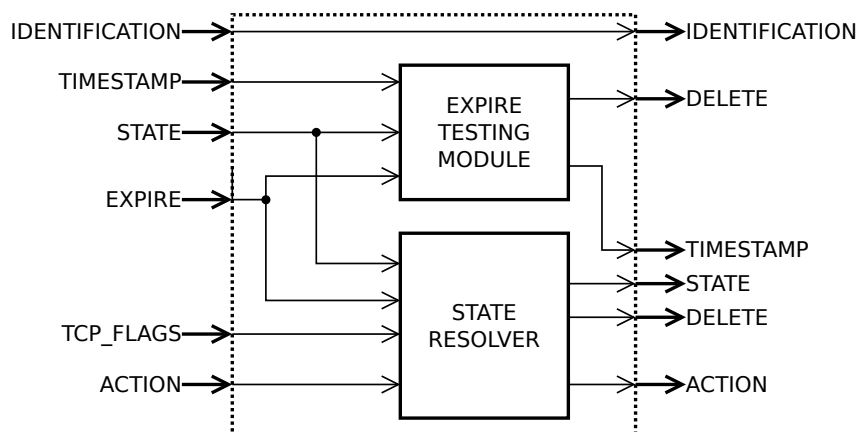 IDENTIFICATION
IDENTIFICATION
TIMESTAMP
EXPIRE
TESTING
MODULE
DELETE
STATE
EXPIRE
TIMESTAMP
STATE
STATE
RESOLVER
DELETE
TCP_FLAGS
ACTION
ACTION